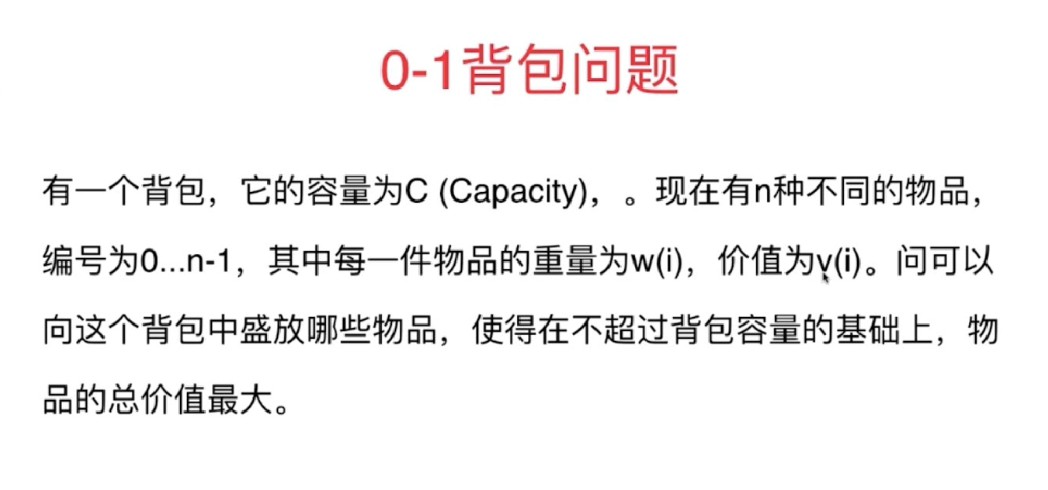 0-1背包问题
有一个背包，它的容量为C (Capacity)，。现在有n种不同的物品，
编号为0...n-1，其中每一件物品的重量为w(i)，价值为v(i)。问可以
向这个背包中盛放哪些物品，使得在不超过背包容量的基础上，物
品的总价值最大。